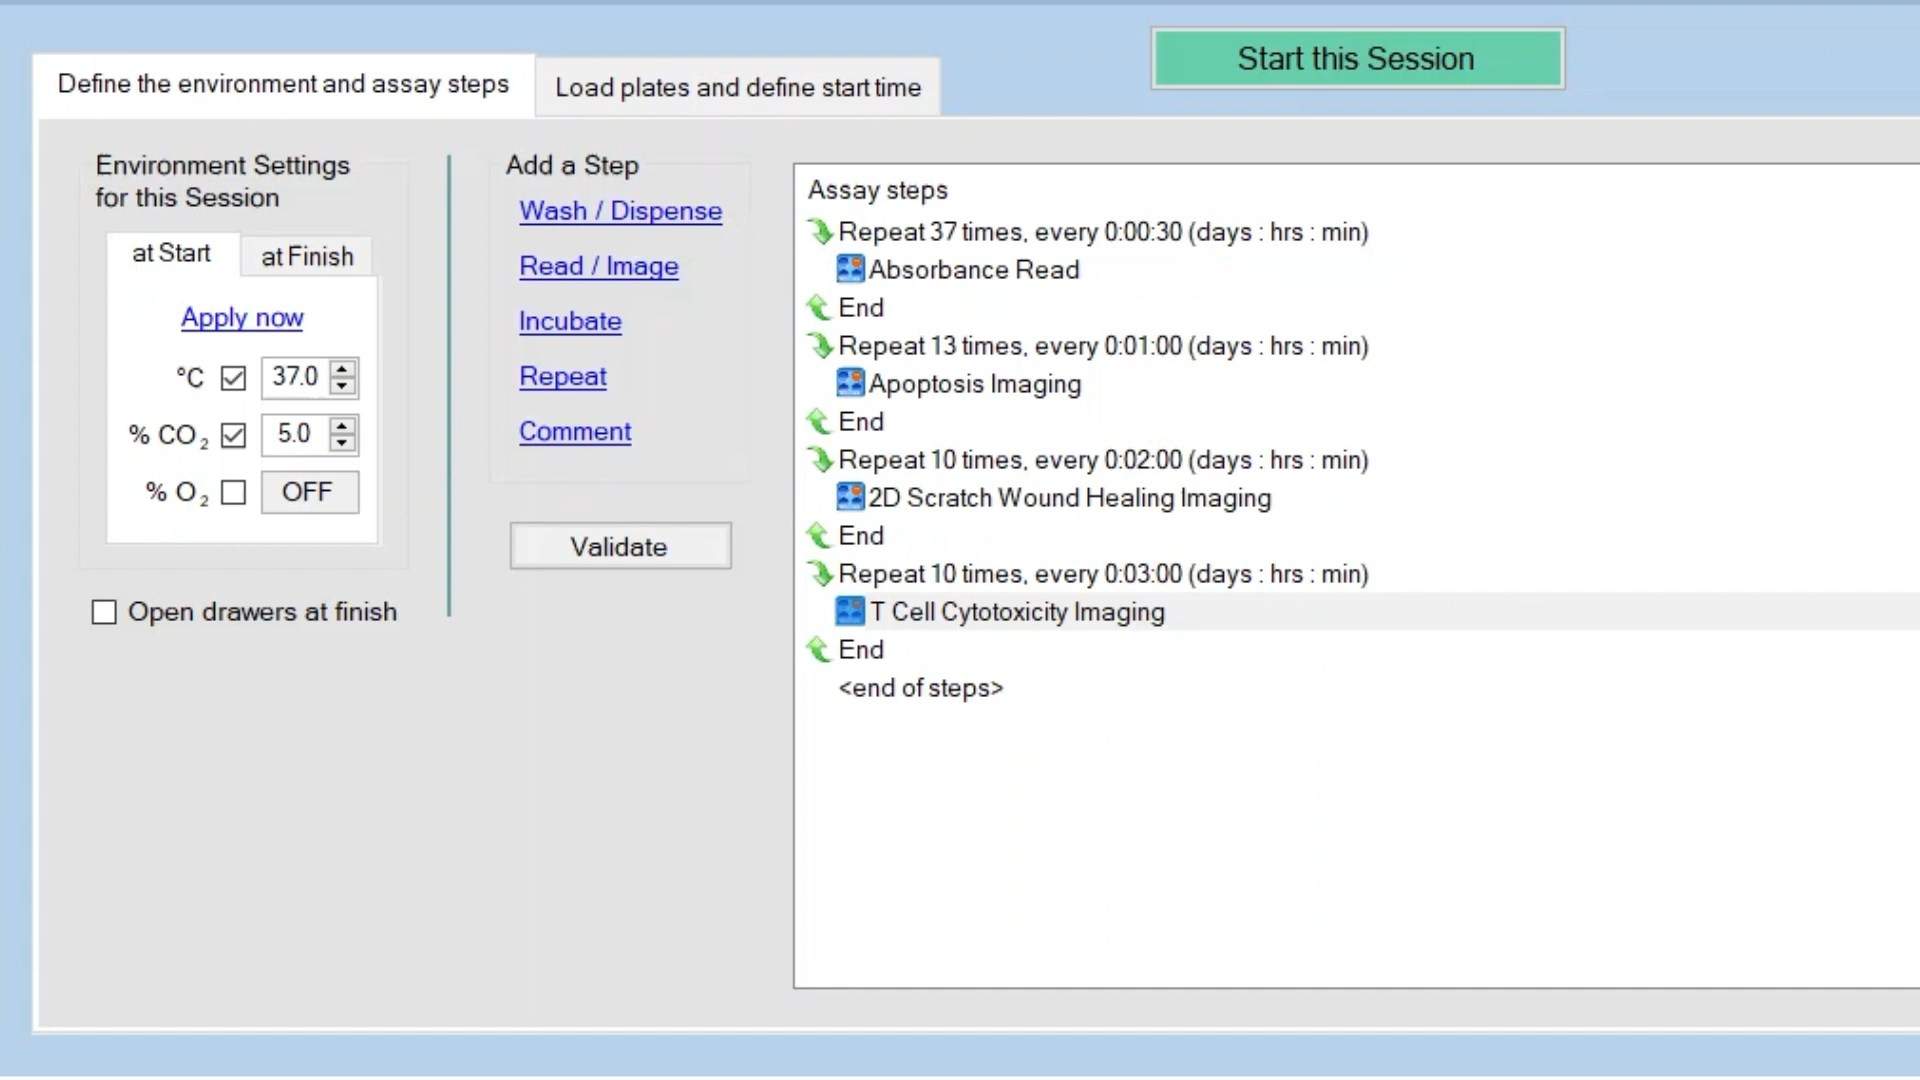 Start this Session
Define the environment and assay steps
Load plates and define start time
Environment Settings
for this Session
at Start
at Finish
Apply now
°C 37.0
% CO₂ 5.0
% O₂ OFF
Open drawers at finish
Add a Step
Wash / Dispense
Read / Image
Incubate
Repeat
Comment
Validate
Assay steps
Repeat 37 times, every 0:00:30 (days : hrs : min)
Absorbance Read
End
Repeat 13 times, every 0:01:00 (days : hrs : min)
Apoptosis Imaging
End
Repeat 10 times, every 0:02:00 (days : hrs : min)
2D Scratch Wound Healing Imaging
End
Repeat 10 times, every 0:03:00 (days : hrs : min)
T Cell Cytotoxicity Imaging
End
<end of steps>